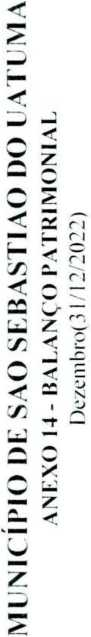 MUNICÍPIO DE SAO SEBASTIAO DO UATUMA
ANEXO 14 - BALANÇO PATRIMONIAL
Dezembro(31/12/2022)